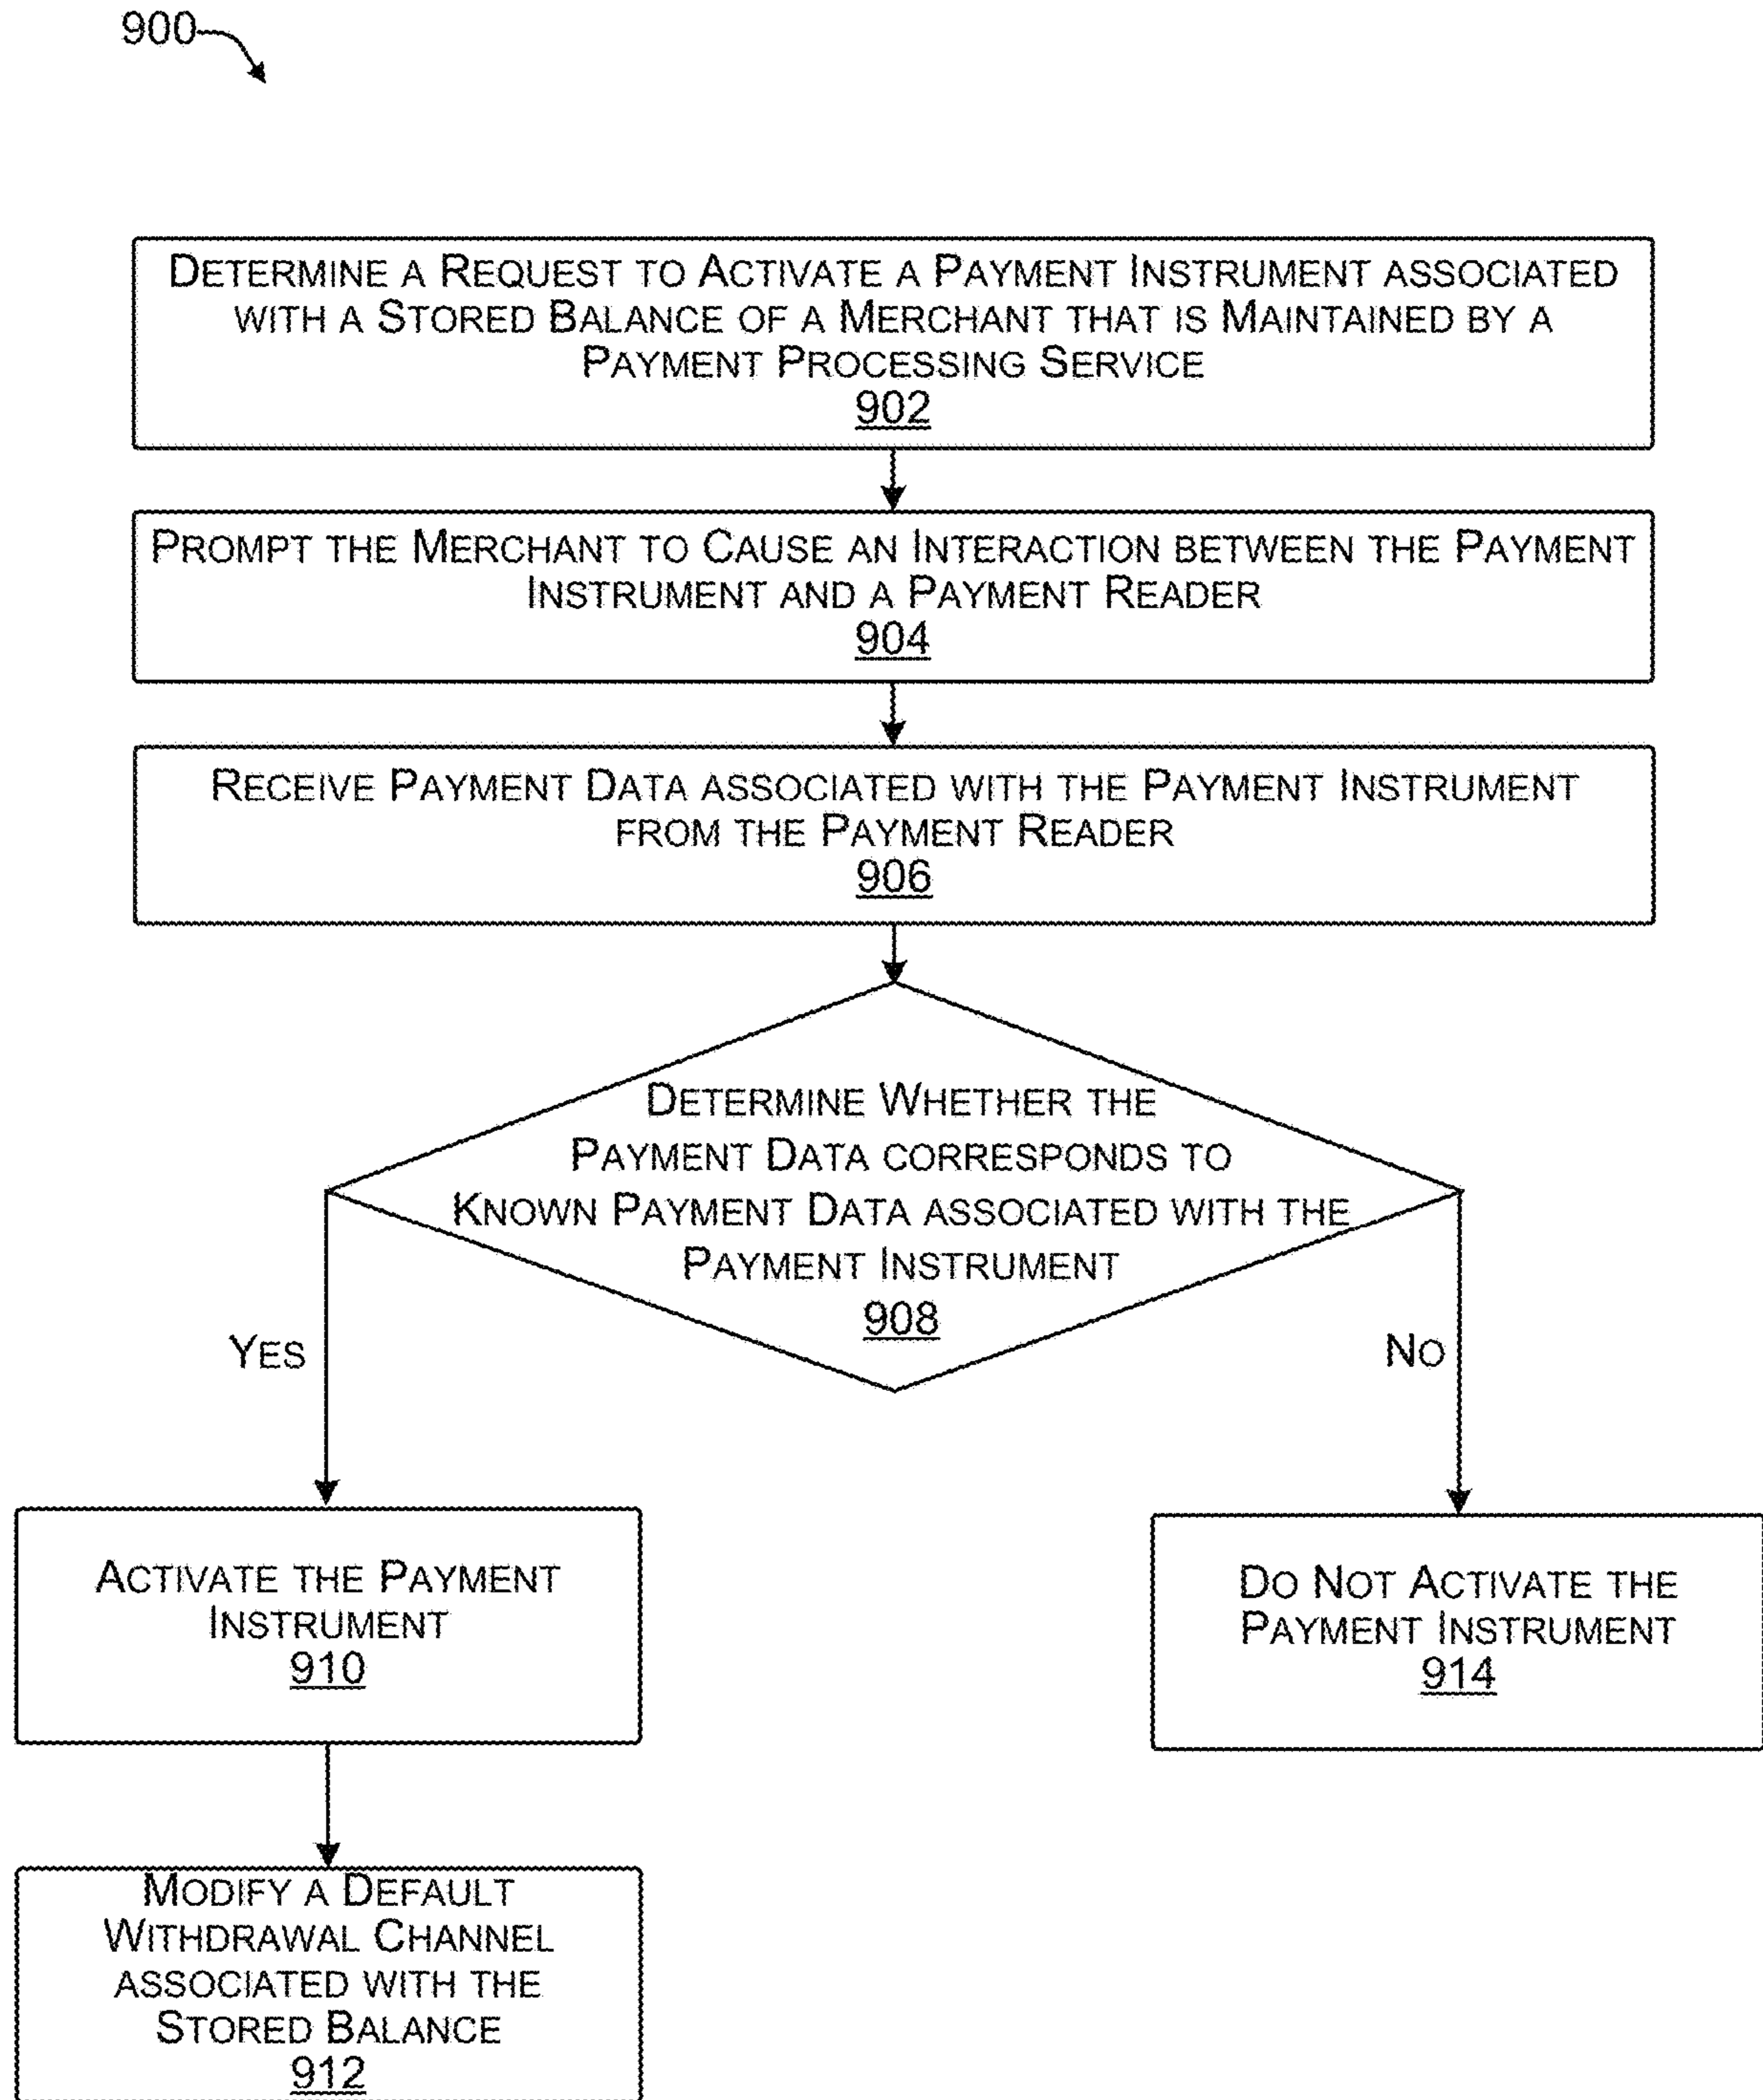 900
DETERMINE A REQUEST TO ACTIVATE A PAYMENT INSTRUMENT ASSOCIATED
WITH A STORED BALANCE OF A MERCHANT THAT IS MAINTAINED BY A
PAYMENT PROCESSING SERVICE
902
PROMPT THE MERCHANT TO CAUSE AN INTERACTION BETWEEN THE PAYMENT
INSTRUMENT AND A PAYMENT READER
904
RECEIVE PAYMENT DATA ASSOCIATED WITH THE PAYMENT INSTRUMENT
FROM THE PAYMENT READER
906
DETERMINE WHETHER THE
PAYMENT DATA CORRESPONDS TO
KNOWN PAYMENT DATA ASSOCIATED WITH THE
PAYMENT INSTRUMENT
908
YES
NO
ACTIVATE THE PAYMENT
INSTRUMENT
910
DO NOT ACTIVATE THE
PAYMENT INSTRUMENT
914
MODIFY A DEFAULT
WITHDRAWAL CHANNEL
ASSOCIATED WITH THE
STORED BALANCE
912